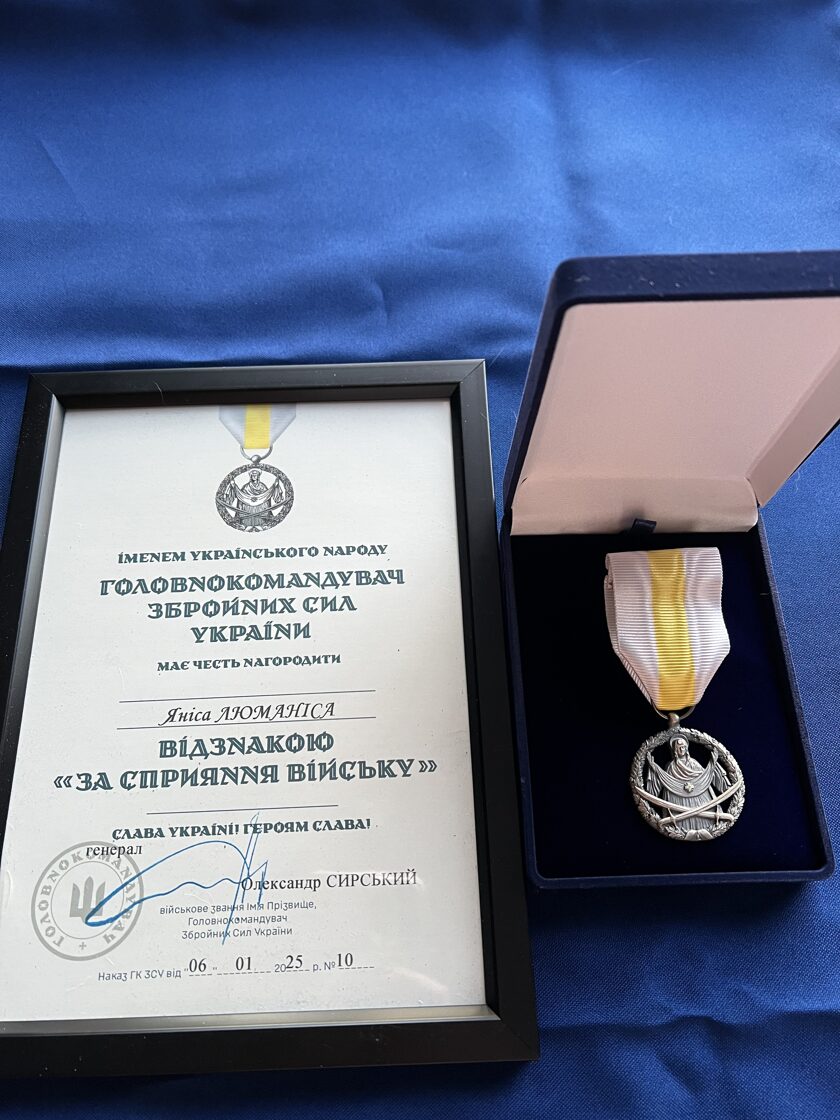 ІМЕНЕМ УКРАЇНСЬКОГО НАРОДУ
ГОЛОВНОКОМАНДУВАЧ
ЗБРОЙНИХ СИЛ
УКРАЇНИ
МАЄ ЧЕСТЬ НАГОРОДИТИ
Яніса ЛЮМАНІСА
ВІДЗНАКОЮ
«ЗА СПРИЯННЯ ВІЙСЬКУ»
СЛАВА УКРАЇНІ! ГЕРОЯМ СЛАВА!
генерал
Олександр СИРСЬКИЙ
військове звання Ім'я Прізвище,
Головнокомандувач
Збройних Сил України
ГОЛОВНОКОМАНДУВАЧ
Наказ ГК ЗСУ від "06" 01 2025 р. №10